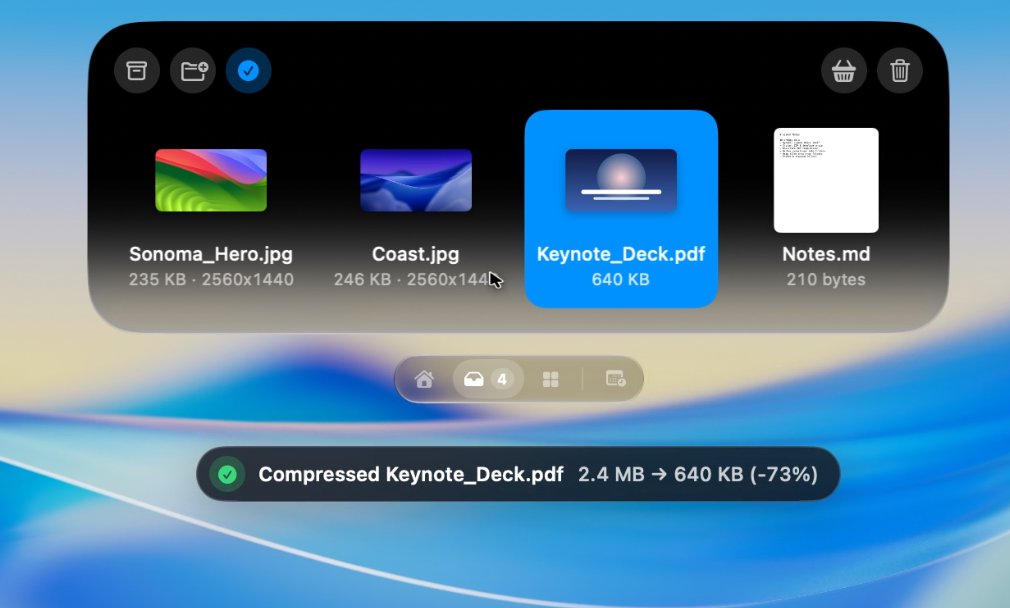 Sonoma_Hero.jpg
235 KB · 2560x1440
Coast.jpg
246 KB · 2560x144
Keynote_Deck.pdf
640 KB
Notes.md
210 bytes
4
Compressed Keynote_Deck.pdf 2.4 MB → 640 KB (-73%)